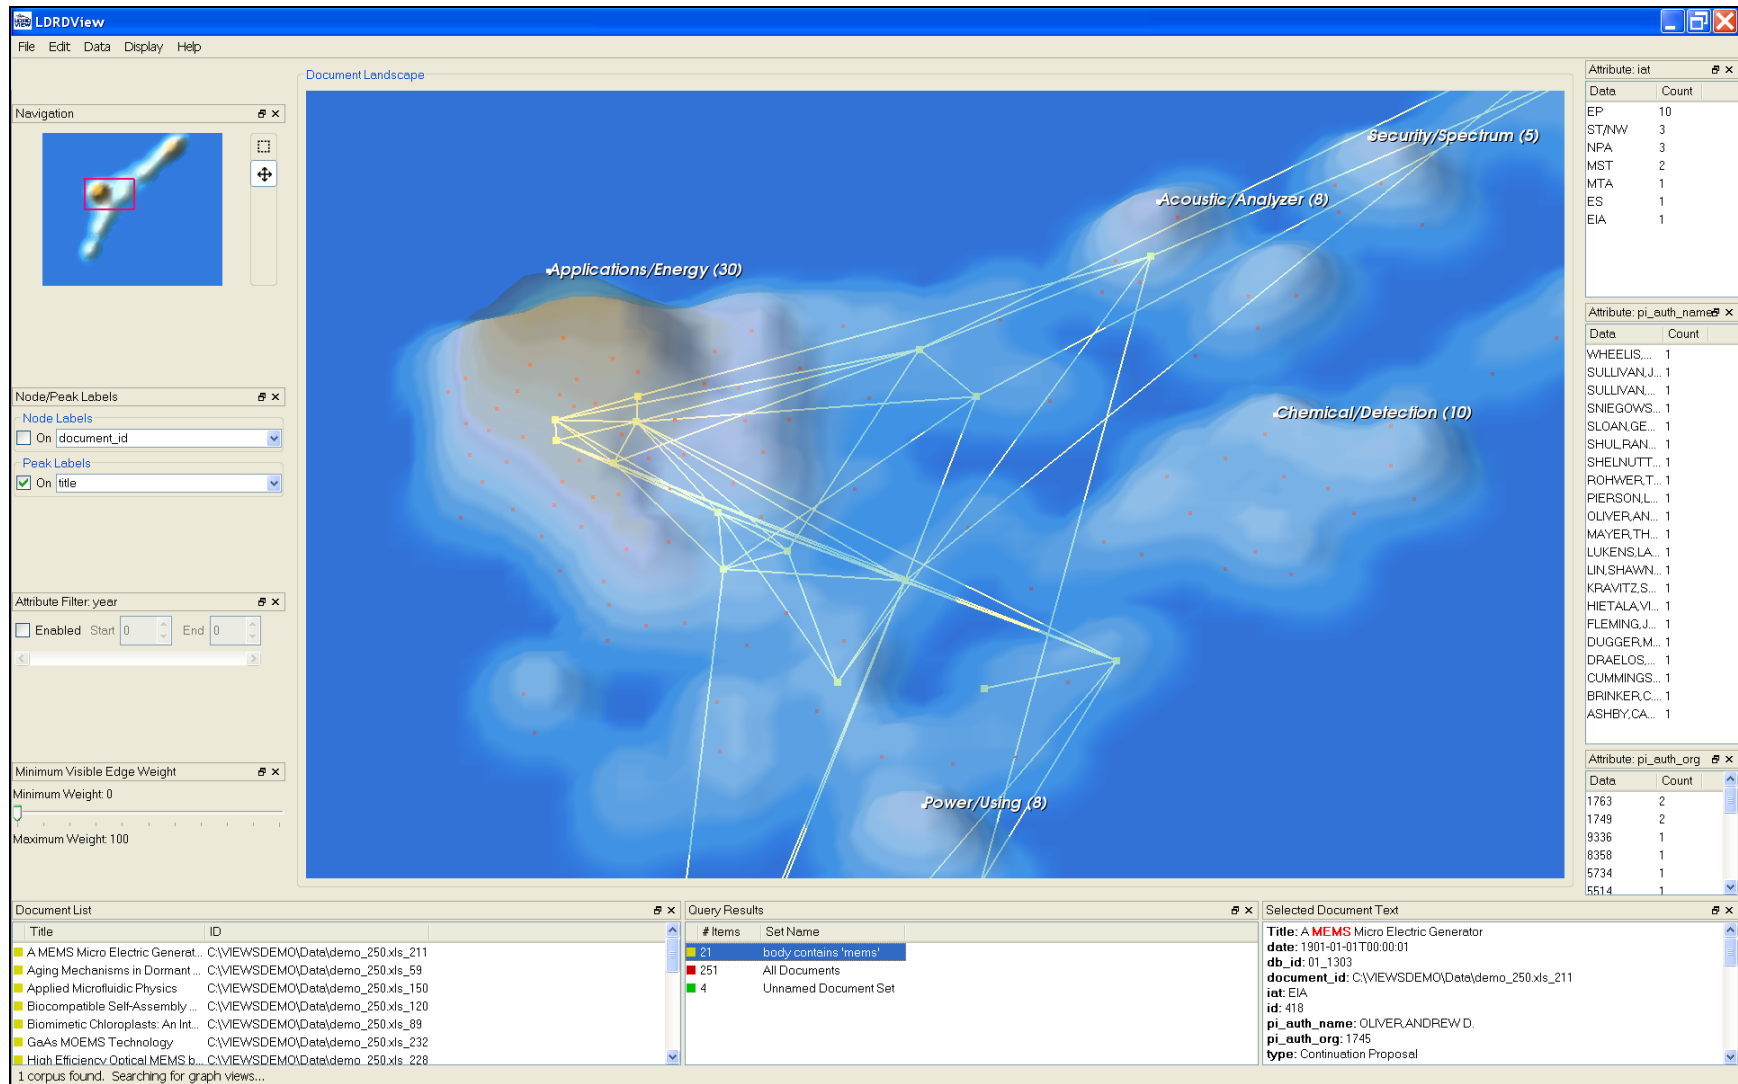 LDRDView
File Edit Data Display Help
Navigation
Node/Peak Labels
Node Labels
On document_id
Peak Labels
On title
Attribute Filter: year
Enabled Start 0 End 0
Minimum Visible Edge Weight
Minimum Weight: 0
Maximum Weight: 100
Document Landscape
Security/Spectrum (5)
Acoustic/Analyzer (8)
Applications/Energy (30)
Chemical/Detection (10)
Power/Using (8)
Attribute: iat
Data Count
EP 10
ST/NW 3
NPA 3
MST 2
MTA 1
ES 1
EIA 1
Attribute: pi_auth_name
Data Count
WHEELIS,... 1
SULLIVAN,J... 1
SULLIVAN,... 1
SNIEGOWS... 1
SLOAN,GE... 1
SHUL,RAN... 1
SHELNUTT... 1
ROHWER,T... 1
PIERSON,L... 1
OLIVER,AN... 1
MAYER,TH... 1
LUKENS,LA... 1
LIN,SHAWN... 1
KRAVITZ,S... 1
HIETALA,VI... 1
FLEMING,J... 1
DUGGER,M... 1
DRAELOS,... 1
CUMMINGS... 1
BRINKER,C.... 1
ASHBY,CA... 1
Attribute: pi_auth_org
Data Count
1763 2
1749 2
9336 1
8358 1
5734 1
5514 1
Document List
Title ID
A MEMS Micro Electric Generat... C:\VIEWSDEMO\Data\demo_250.xls_211
Aging Mechanisms in Dormant ... C:\VIEWSDEMO\Data\demo_250.xls_59
Applied Microfluidic Physics C:\VIEWSDEMO\Data\demo_250.xls_150
Biocompatible Self-Assembly ... C:\VIEWSDEMO\Data\demo_250.xls_120
Biomimetic Chloroplasts: An Int... C:\VIEWSDEMO\Data\demo_250.xls_89
GaAs MOEMS Technology C:\VIEWSDEMO\Data\demo_250.xls_232
High Efficiency Optical MEMS b... C:\VIEWSDEMO\Data\demo_250.xls_228
Query Results
# Items Set Name
21 body contains 'mems'
251 All Documents
4 Unnamed Document Set
Selected Document Text
Title: A MEMS Micro Electric Generator
date: 1901-01-01T00:00:01
db_id: 01_1303
document_id: C:\VIEWSDEMO\Data\demo_250.xls_211
iat: EIA
id: 418
pi_auth_name: OLIVER,ANDREW D.
pi_auth_org: 1745
type: Continuation Proposal
1 corpus found. Searching for graph views...